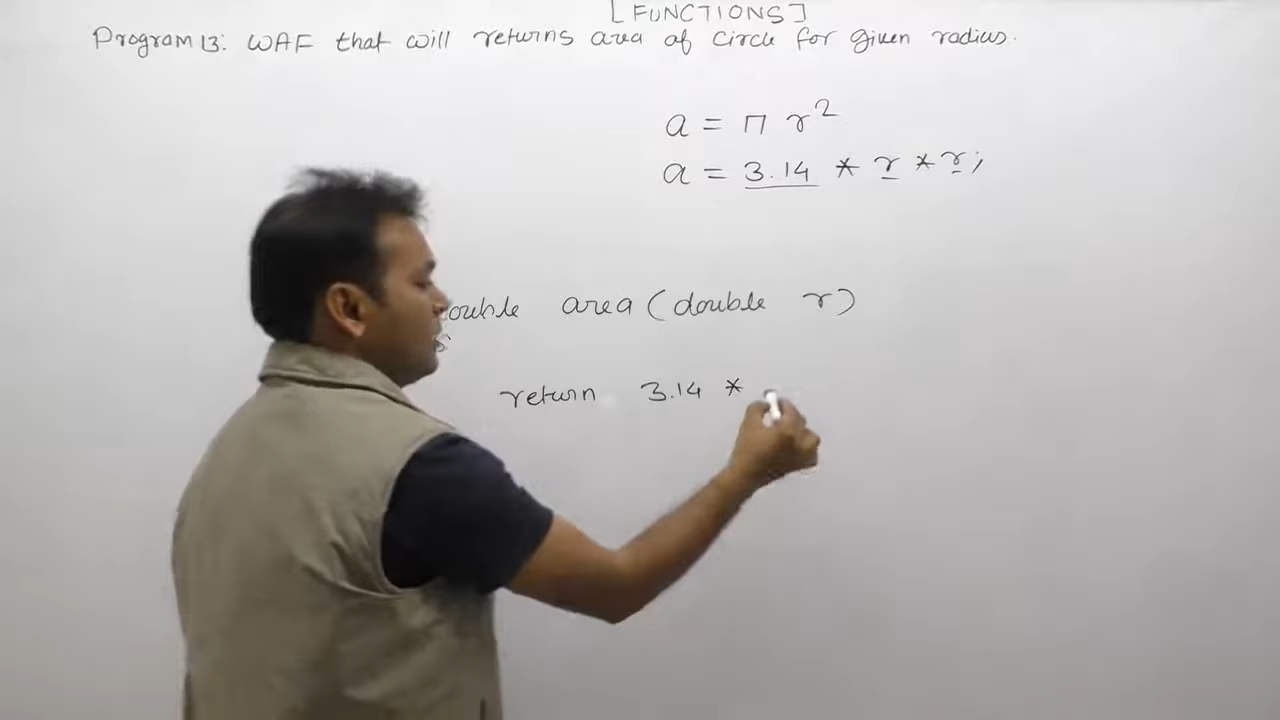 [FUNCTIONS]
Program 13: WAF that will returns area of circle for given radius.
a = π r²
a = 3.14 * r * r;
ouble area(double r)
{
return 3.14 *